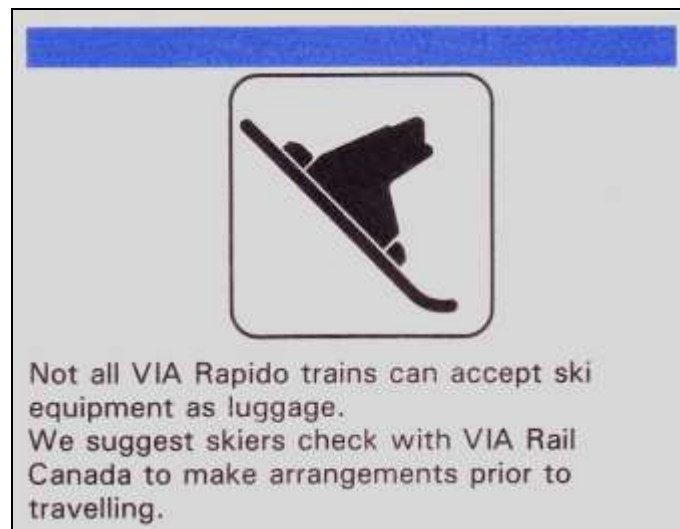 Not all VIA Rapido trains can accept ski
equipment as luggage.
We suggest skiers check with VIA Rail
Canada to make arrangements prior to
travelling.